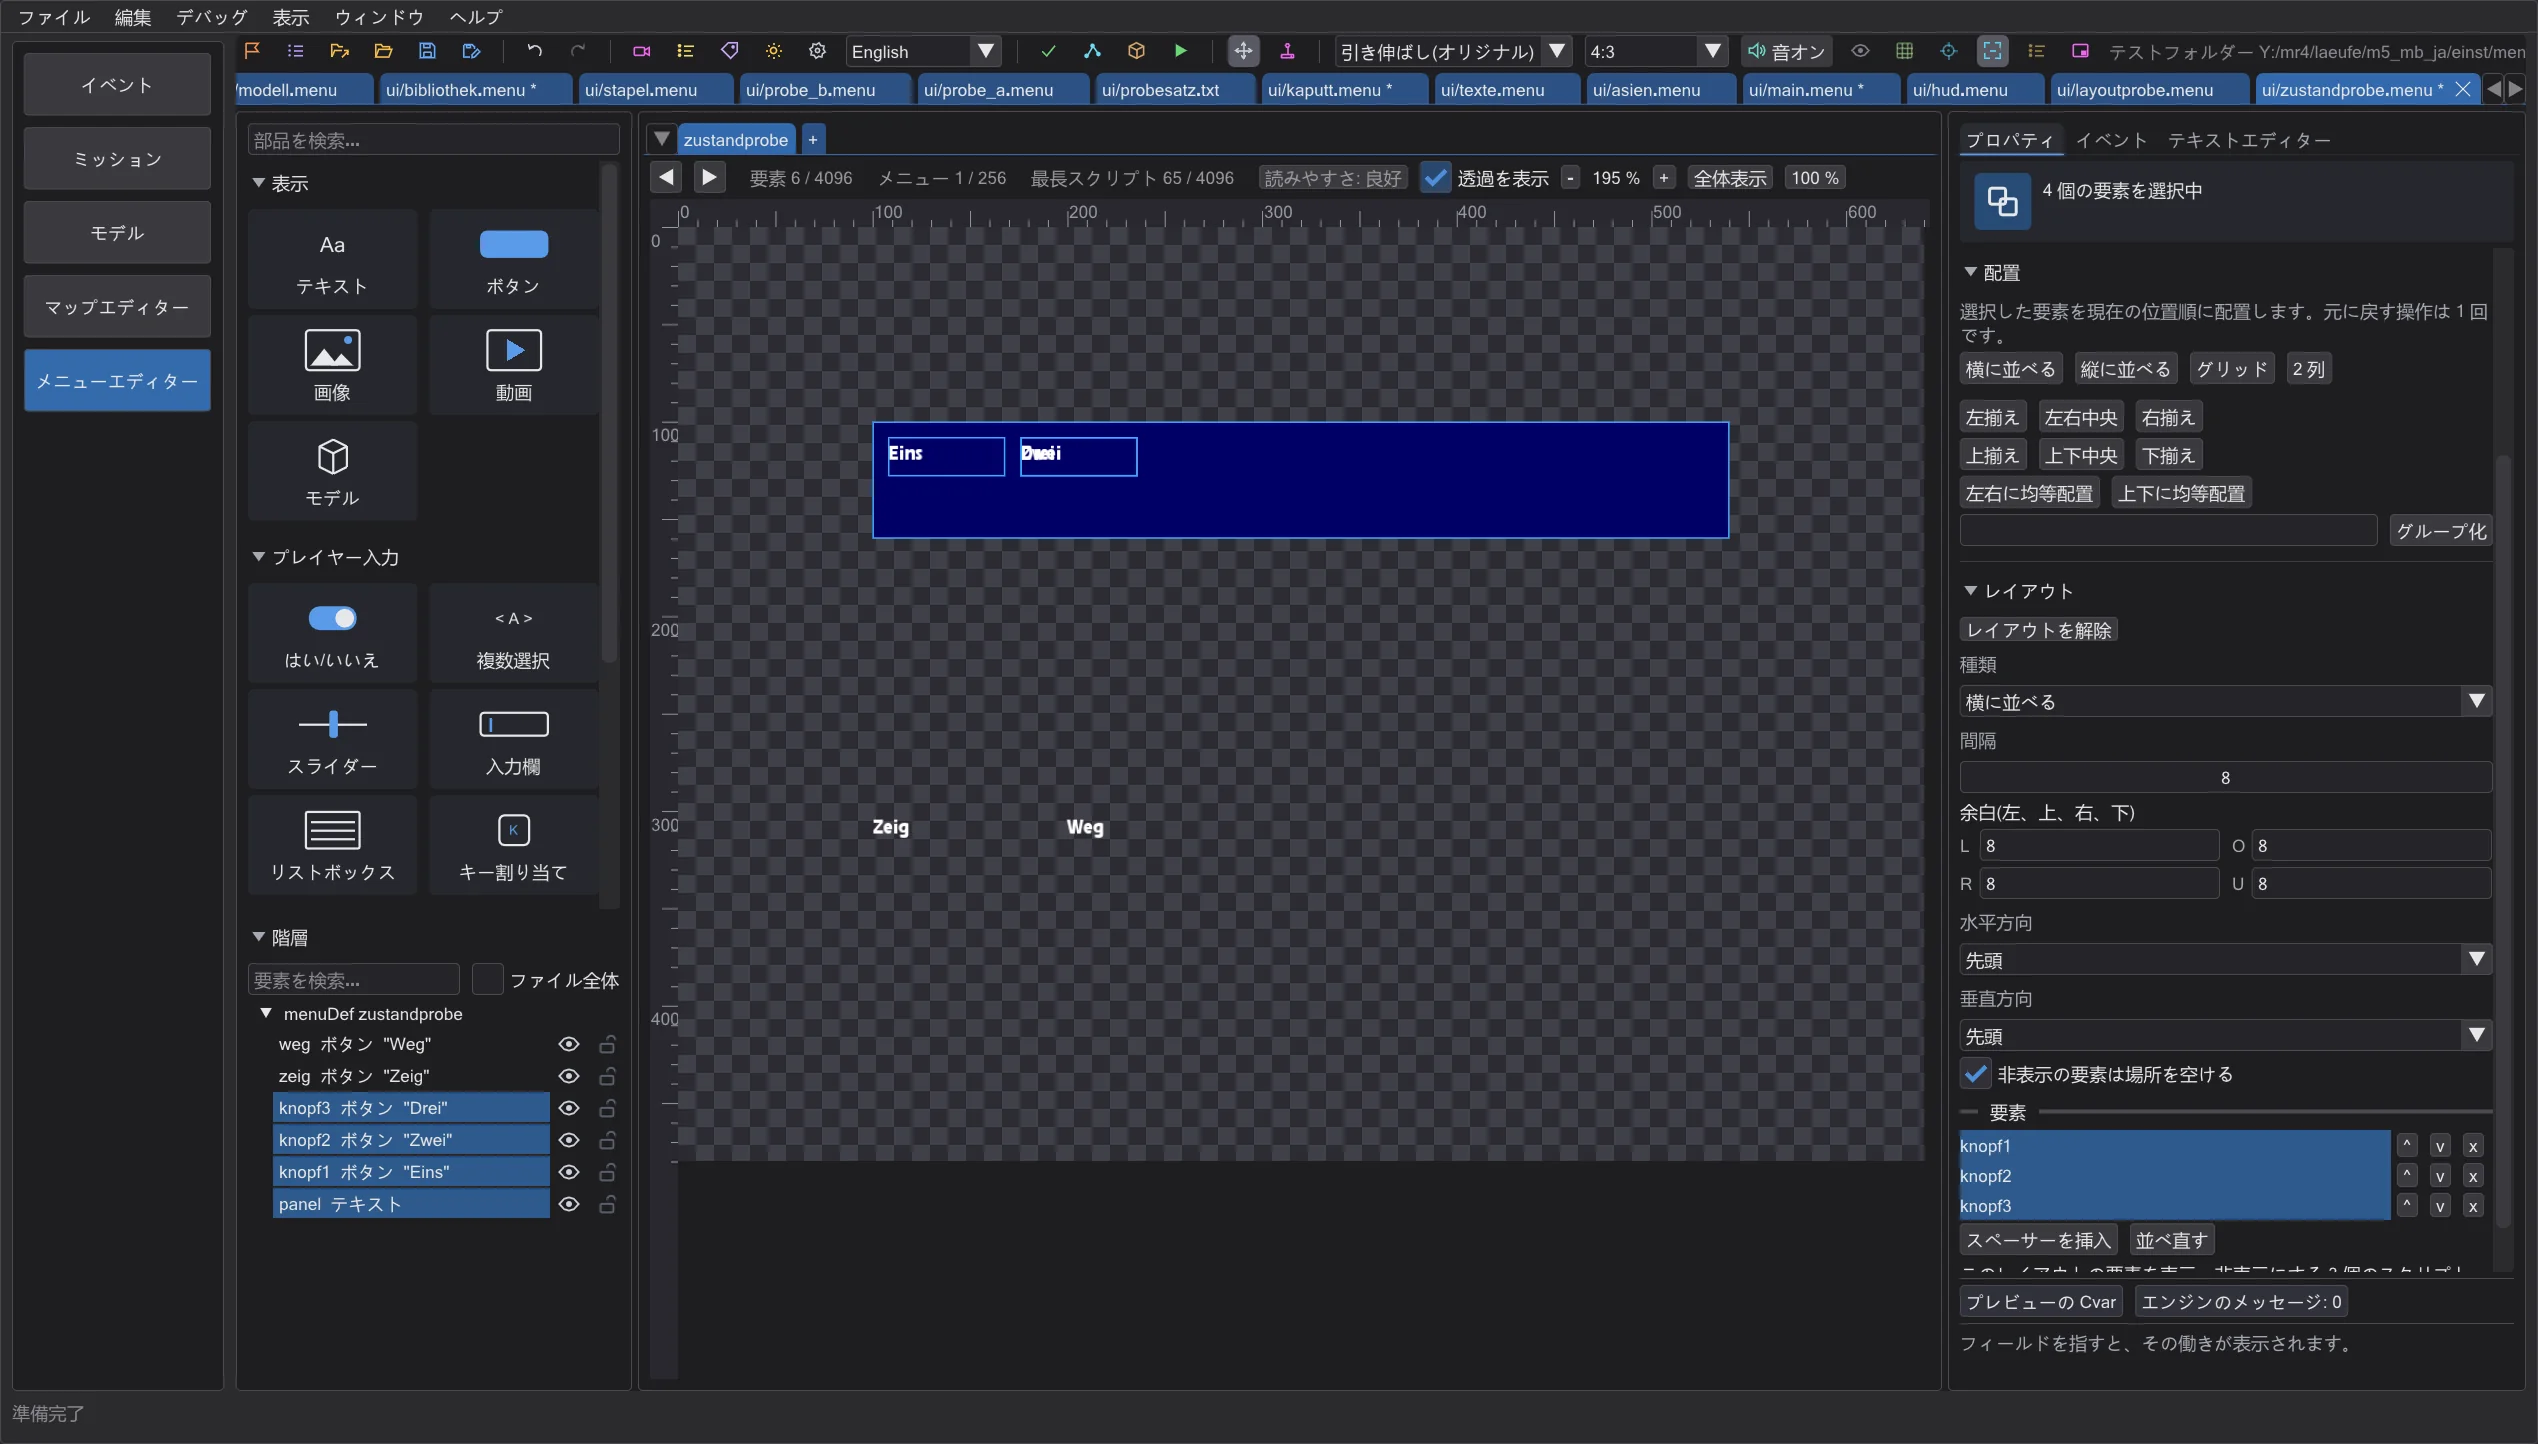 ファイル 編集 デバッグ 表示 ウィンドウ ヘルプ
English 引き伸ばし(オリジナル) 4:3 音オン テストフォルダー Y:/mr4/laeufe/m5_mb_ja/einst/men
/modell.menu ui/bibliothek.menu * ui/stapel.menu ui/probe_b.menu ui/probe_a.menu ui/probesatz.txt ui/kaputt.menu * ui/texte.menu ui/asien.menu ui/main.menu * ui/hud.menu ui/layoutprobe.menu ui/zustandprobe.menu *
イベント
ミッション
モデル
マップエディター
メニューエディター
部品を検索...
表示
Aa
テキスト
ボタン
画像
動画
モデル
プレイヤー入力
はい/いいえ
< A >
複数選択
スライダー
入力欄
リストボックス
K
キー割り当て
階層
要素を検索... ファイル全体
menuDef zustandprobe
weg ボタン "Weg"
zeig ボタン "Zeig"
knopf3 ボタン "Drei"
knopf2 ボタン "Zwei"
knopf1 ボタン "Eins"
panel テキスト
zustandprobe +
要素 6 / 4096 メニュー 1 / 256 最長スクリプト 65 / 4096 読みやすさ: 良好 透過を表示 - 195 % + 全体表示 100 %
0 100 200 300 400 500 600
0
100
200
300
400
Eins
Zeig Weg
プロパティ イベント テキストエディター
4 個の要素を選択中
配置
選択した要素を現在の位置順に配置します。元に戻す操作は 1 回
です。
横に並べる 縦に並べる グリッド 2 列
左揃え 左右中央 右揃え
上揃え 上下中央 下揃え
左右に均等配置 上下に均等配置
グループ化
レイアウト
レイアウトを解除
種類
横に並べる
間隔
8
余白(左、上、右、下)
L 8 O 8
R 8 U 8
水平方向
先頭
垂直方向
先頭
非表示の要素は場所を空ける
要素
knopf1 ^ v x
knopf2 ^ v x
knopf3 ^ v x
スペーサーを挿入 並べ直す
プレビューの Cvar エンジンのメッセージ: 0
フィールドを指すと、その働きが表示されます。
準備完了